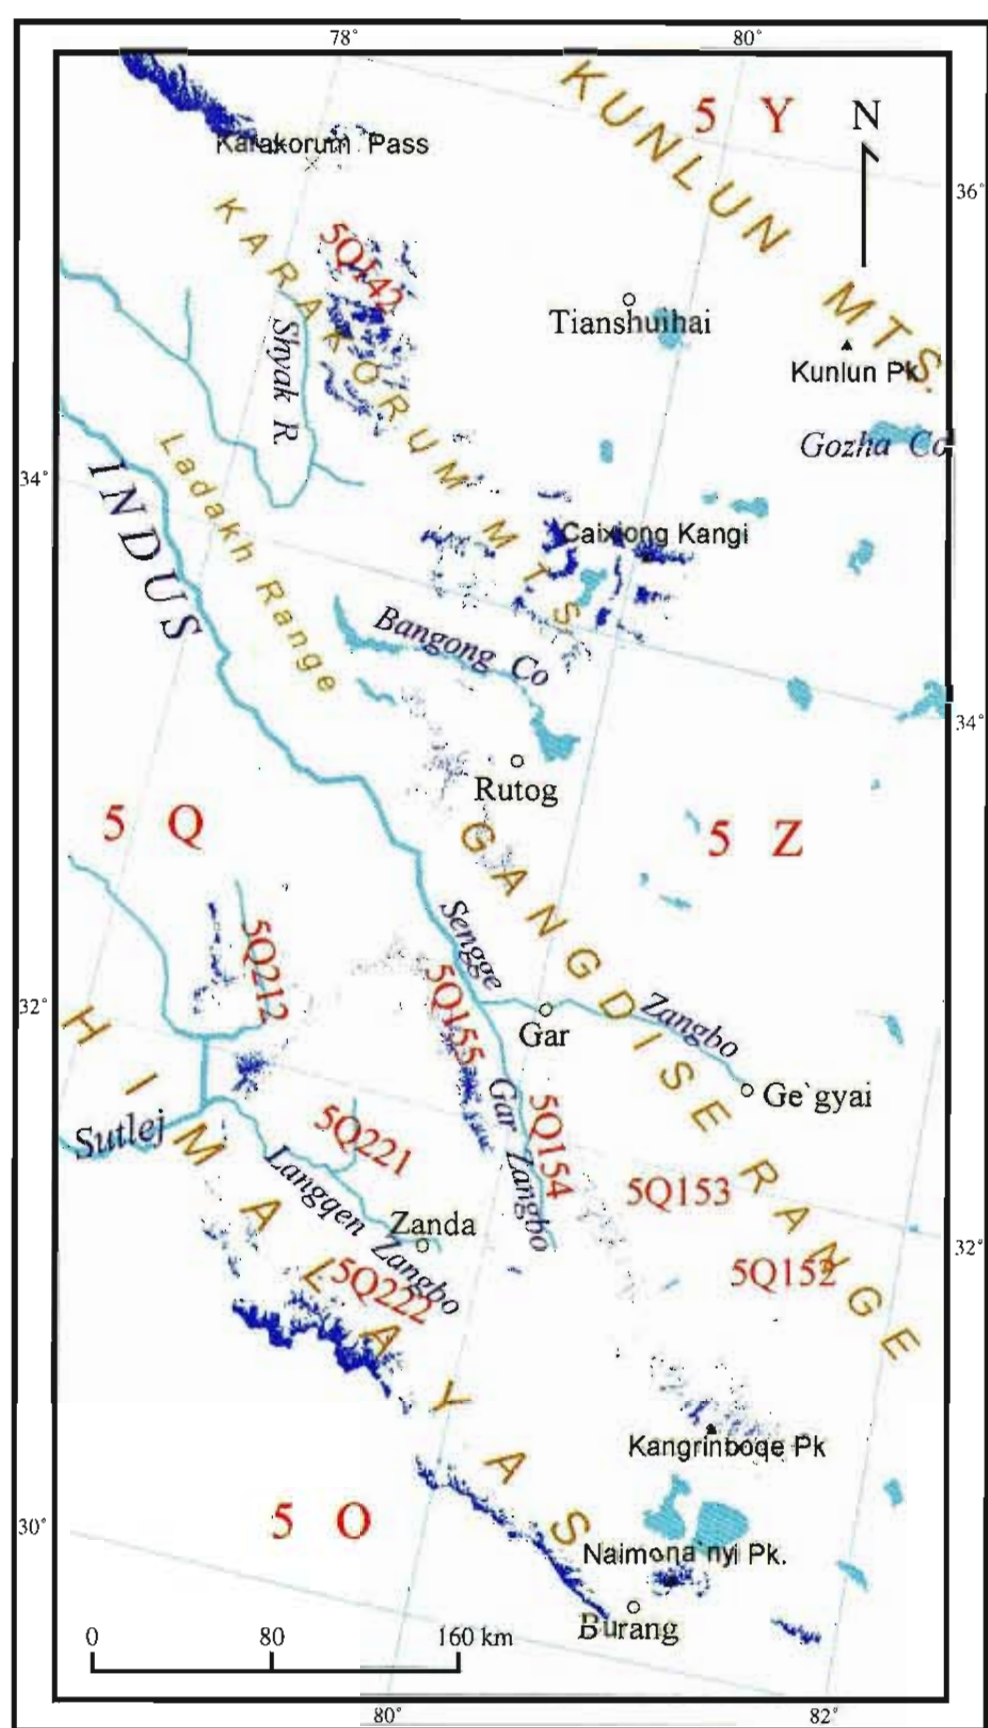 78° 80°
KUNLUN MTS.
5 Y
N
Karakorum Pass
36°
KARAKORUM MTS
5Q142
Tianshuihai
Shyak R.
Kunlun Pk.
Gozha Co
34°
INDUS
Ladakh Range
Caixiong Kangi
Bangong Co
34°
Rutog
5 Q
5 Z
GANGDISE RANGE
Sengge Zangbo
5Q212
5Q155
32°
HIMALAYAS
Gar
Ge`gyai
Gar Zangbo
5Q154
Sutlej
5Q221
Langqen Zangbo
5Q153
Zanda
32°
5Q152
5Q222
Kangrinboqe Pk
30°
5 O
Naimona'nyi Pk.
Burang
0 80 160 km
80° 82°